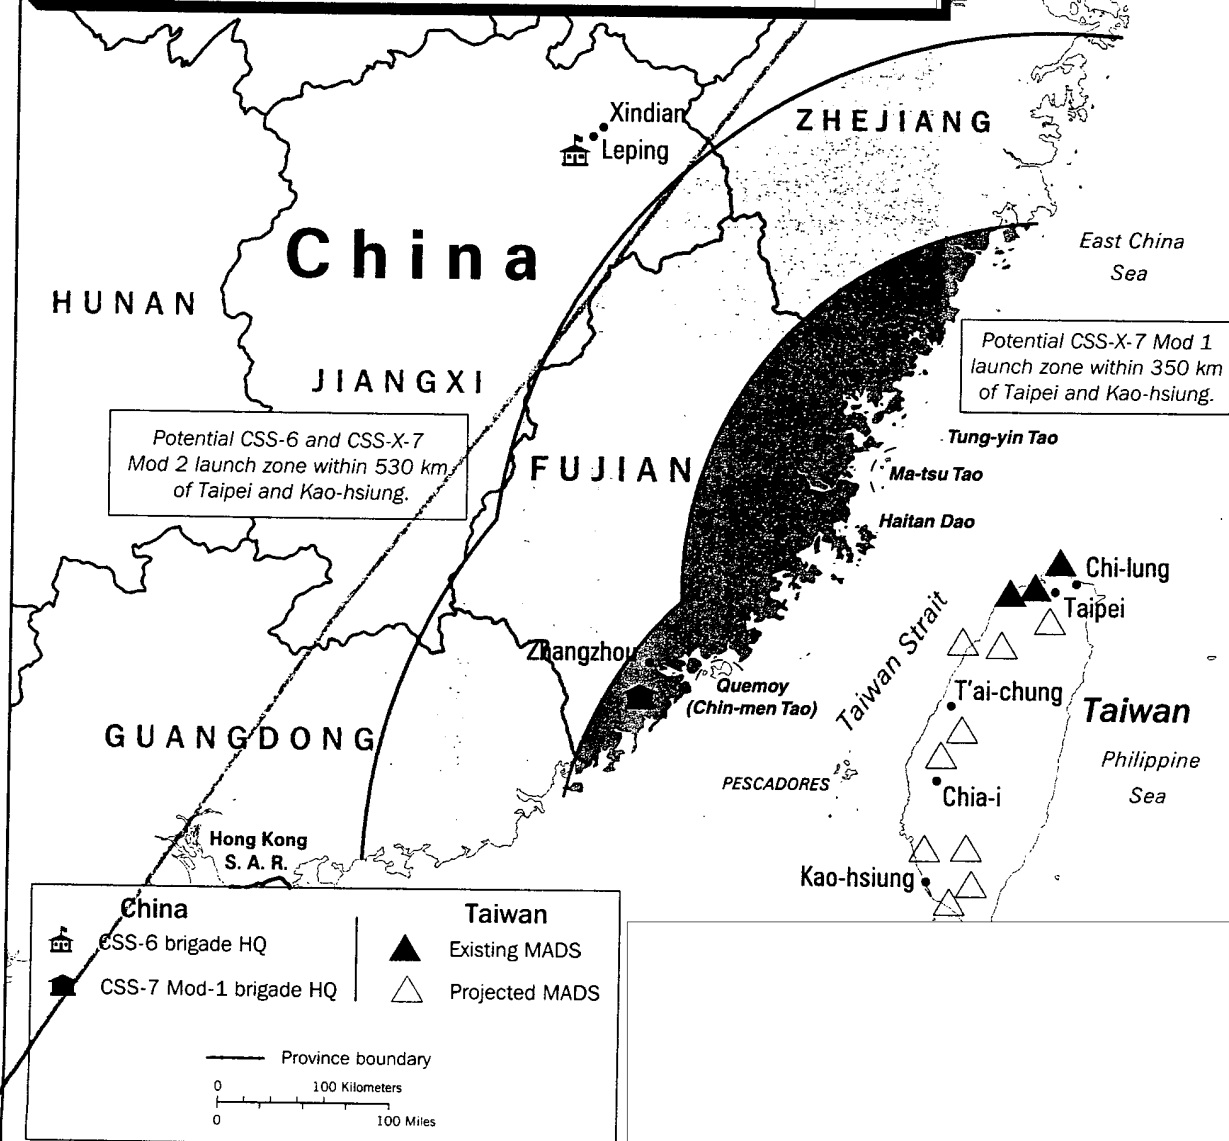 Xindian
Leping
ZHEJIANG
China
HUNAN
East China
Sea
JIANGXI
Potential CSS-X-7 Mod 1
launch zone within 350 km
of Taipei and Kao-hsiung.
Potential CSS-6 and CSS-X-7
Mod 2 launch zone within 530 km
of Taipei and Kao-hsiung.
FUJIAN
Tung-yin Tao
Ma-tsu Tao
Haitan Dao
Chi-lung
Taipei
Taiwan Strait
Zhangzhou
Quemoy
(Chin-men Tao)
T'ai-chung
Taiwan
GUANGDONG
Philippine
Sea
PESCADORES
Chia-i
Hong Kong
S. A. R.
Kao-hsiung
China
CSS-6 brigade HQ
CSS-7 Mod-1 brigade HQ
Taiwan
Existing MADS
Projected MADS
Province boundary
0 100 Kilometers
0 100 Miles